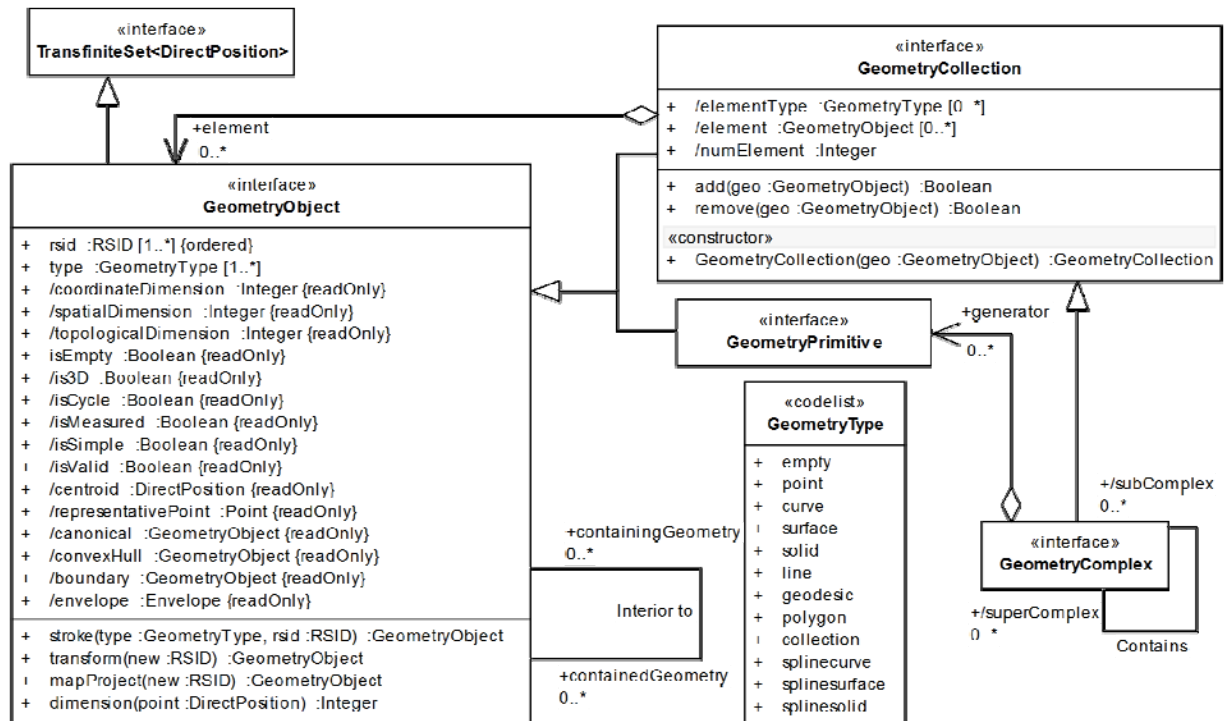 «interface»
TransfiniteSet<DirectPosition>
«interface»
GeometryCollection
+ /elementType :GeometryType [0..*]
+ /element :GeometryObject [0..*]
+ /numElement :Integer
+ add(geo :GeometryObject) :Boolean
+ remove(geo :GeometryObject) :Boolean
«constructor»
+ GeometryCollection(geo :GeometryObject) :GeometryCollection
+element
0..*
«interface»
GeometryObject
+ rsid :RSID [1..*] {ordered}
+ type :GeometryType [1..*]
+ /coordinateDimension :Integer {readOnly}
+ /spatialDimension :Integer {readOnly}
+ /topologicalDimension :Integer {readOnly}
+ isEmpty :Boolean {readOnly}
+ /is3D :Boolean {readOnly}
+ /isCycle :Boolean {readOnly}
+ /isMeasured :Boolean {readOnly}
+ /isSimple :Boolean {readOnly}
+ /isValid :Boolean {readOnly}
+ /centroid :DirectPosition {readOnly}
+ /representativePoint :Point {readOnly}
+ /canonical :GeometryObject {readOnly}
+ /convexHull :GeometryObject {readOnly}
+ /boundary :GeometryObject {readOnly}
+ /envelope :Envelope {readOnly}
+ stroke(type :GeometryType, rsid :RSID) :GeometryObject
+ transform(new :RSID) :GeometryObject
+ mapProject(new :RSID) :GeometryObject
+ dimension(point :DirectPosition) :Integer
+containingGeometry
0..*
Interior to
+containedGeometry
0..*
«interface»
GeometryPrimitive
+generator
0..*
«codelist»
GeometryType
+ empty
+ point
+ curve
+ surface
+ solid
+ line
+ geodesic
+ polygon
+ collection
+ splinecurve
+ splinesurface
+ splinesolid
+/subComplex
0..*
«interface»
GeometryComplex
+/superComplex
0..*
Contains